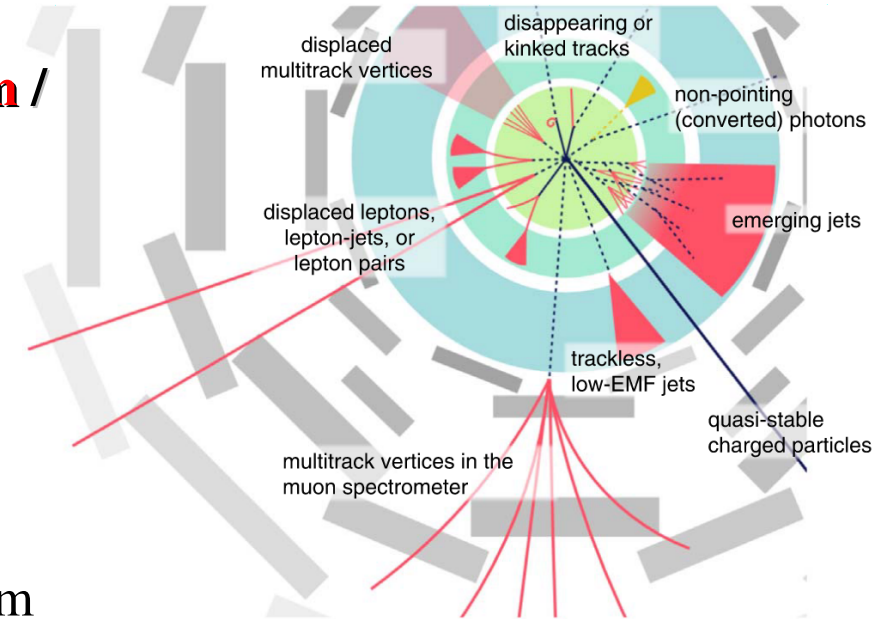 disappearing or
kinked tracks
displaced
multitrack vertices
m /
non-pointing
(converted) photons
displaced leptons,
lepton-jets, or
lepton pairs
emerging jets
trackless,
low-EMF jets
quasi-stable
charged particles
multitrack vertices in the
muon spectrometer
m